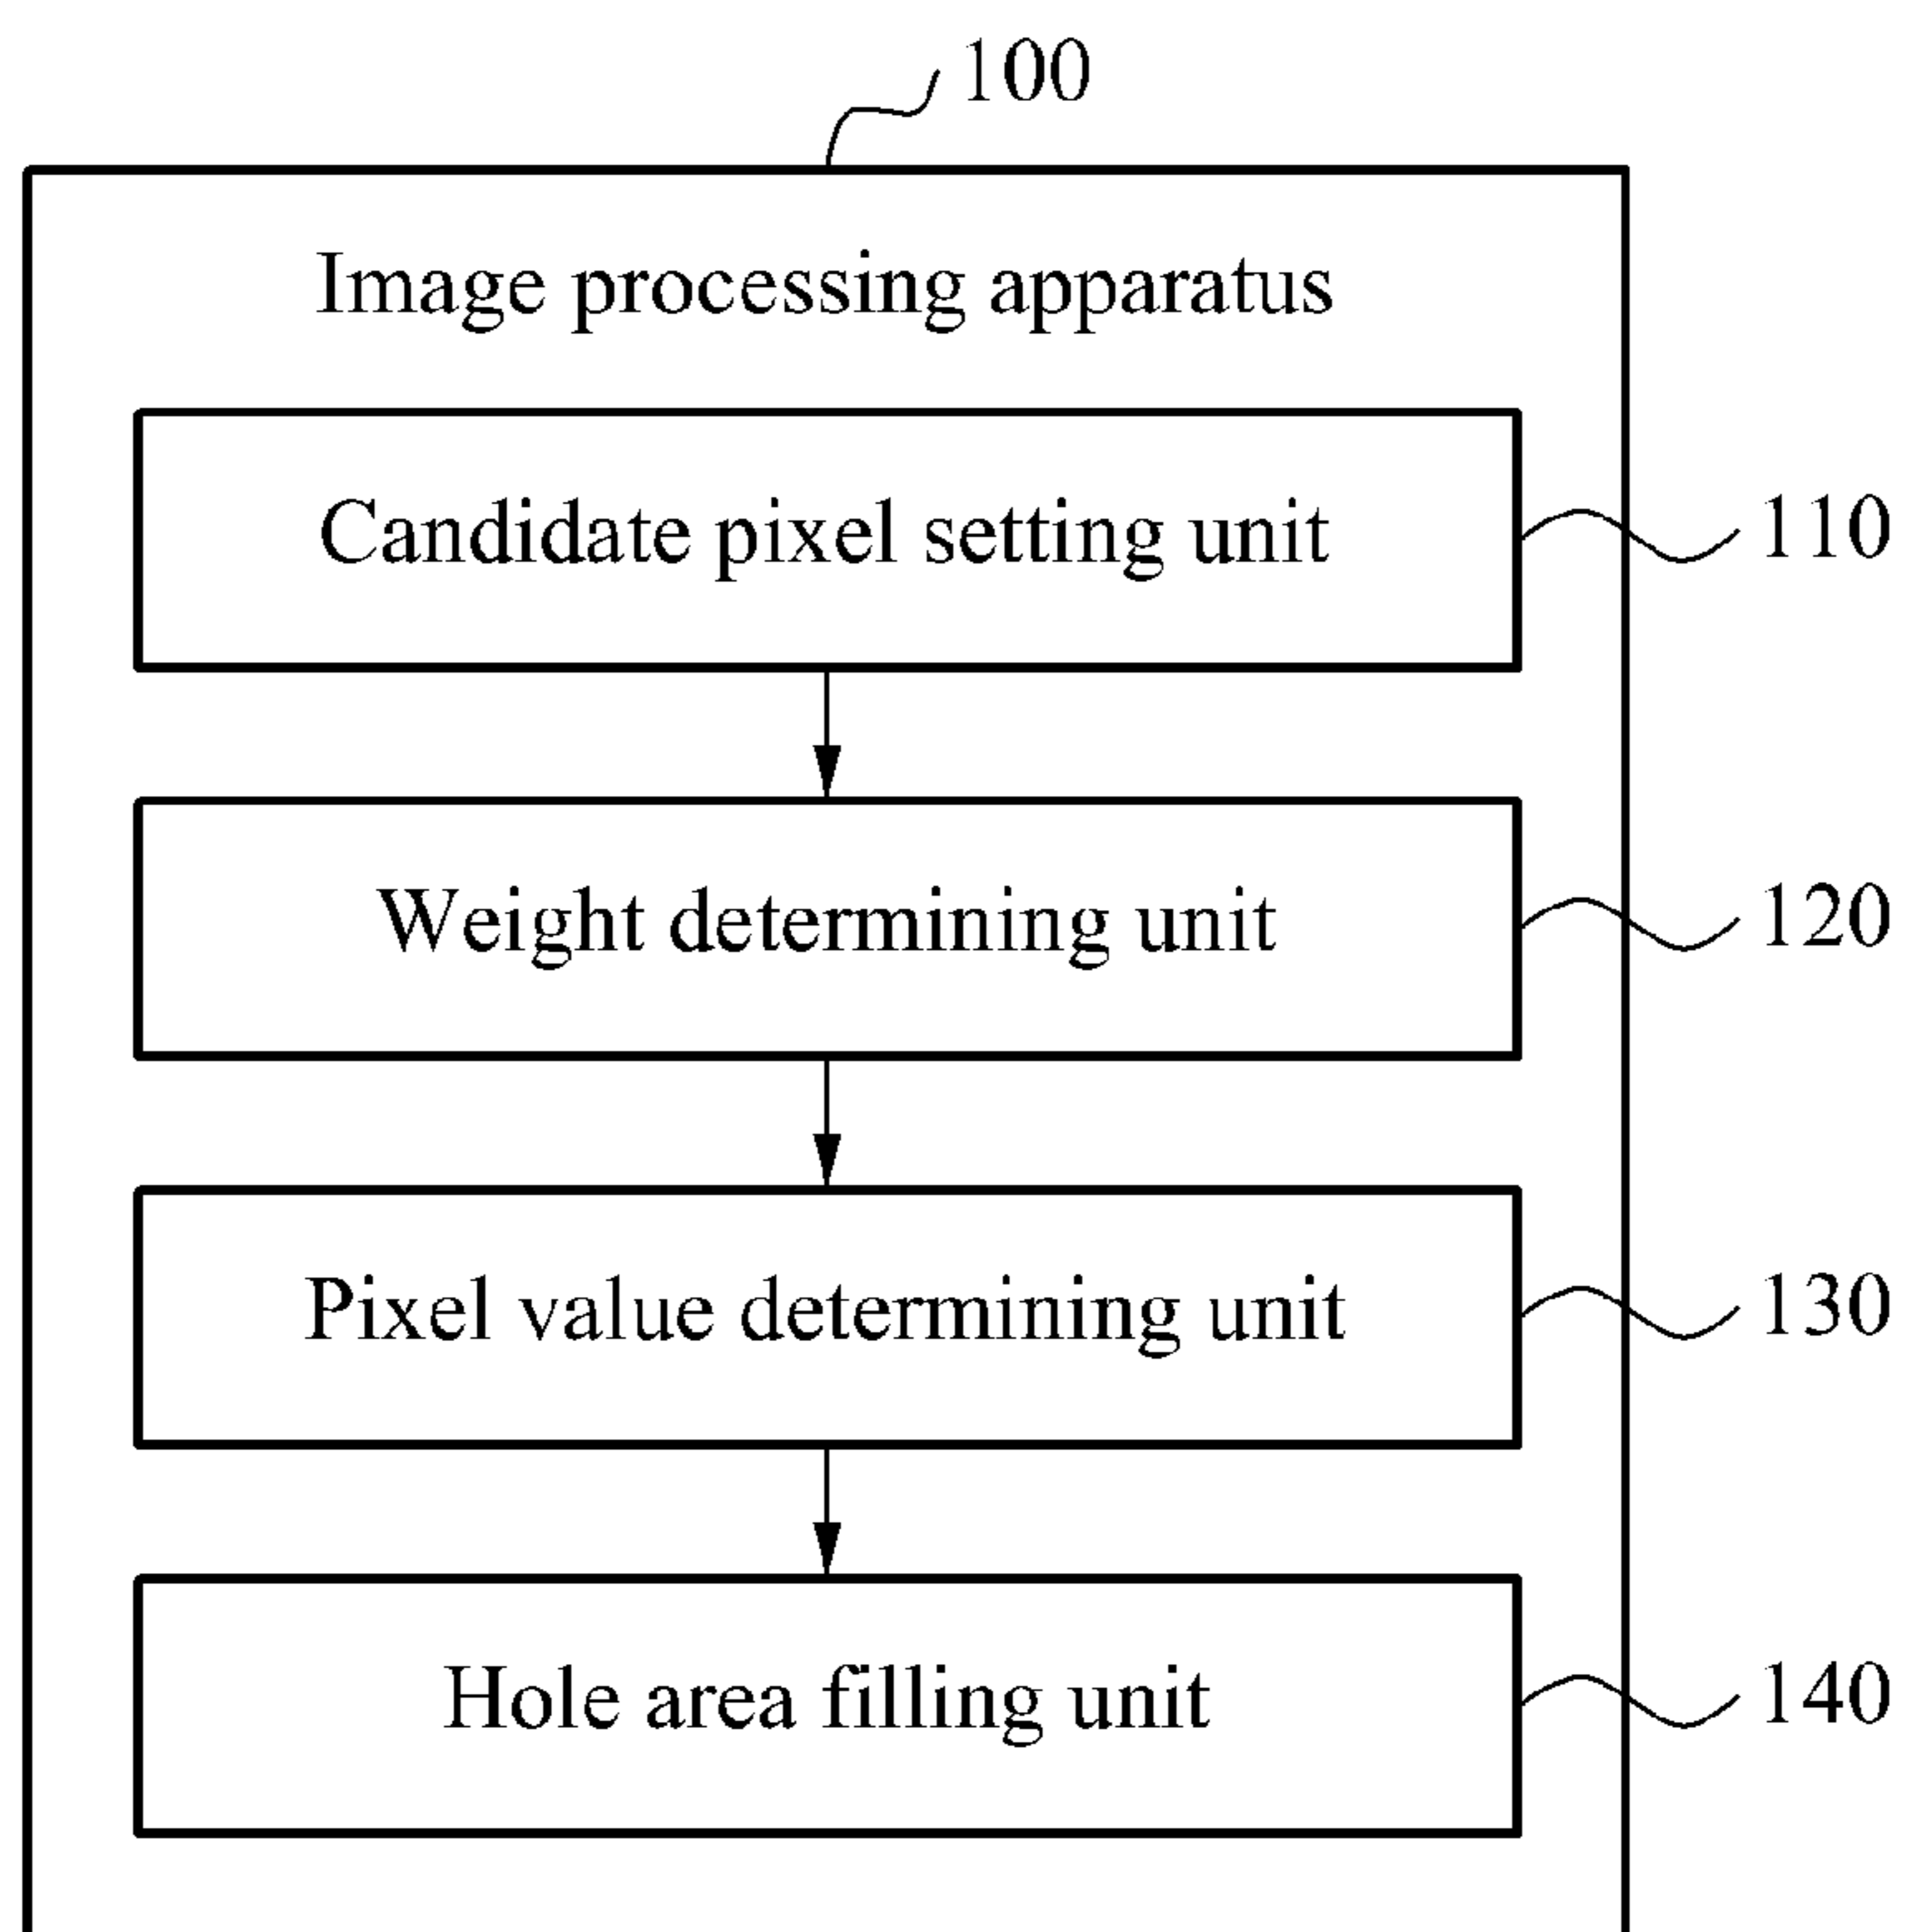 100
Image processing apparatus
Candidate pixel setting unit
110
Weight determining unit
120
Pixel value determining unit
130
Hole area filling unit
140